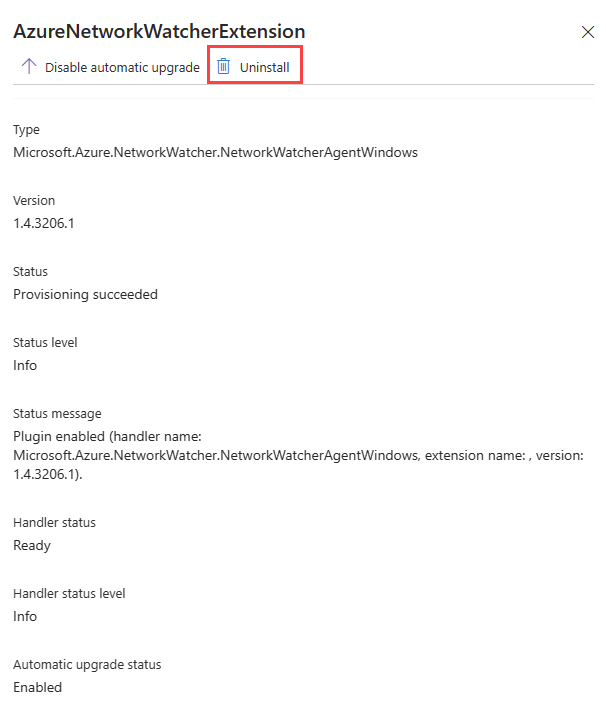 AzureNetworkWatcherExtension
Disable automatic upgrade
Uninstall
Type
Microsoft.Azure.NetworkWatcher.NetworkWatcherAgentWindows
Version
1.4.3206.1
Status
Provisioning succeeded
Status level
Info
Status message
Plugin enabled (handler name:
Microsoft.Azure.NetworkWatcher.NetworkWatcherAgentWindows, extension name: , version:
1.4.3206.1).
Handler status
Ready
Handler status level
Info
Automatic upgrade status
Enabled